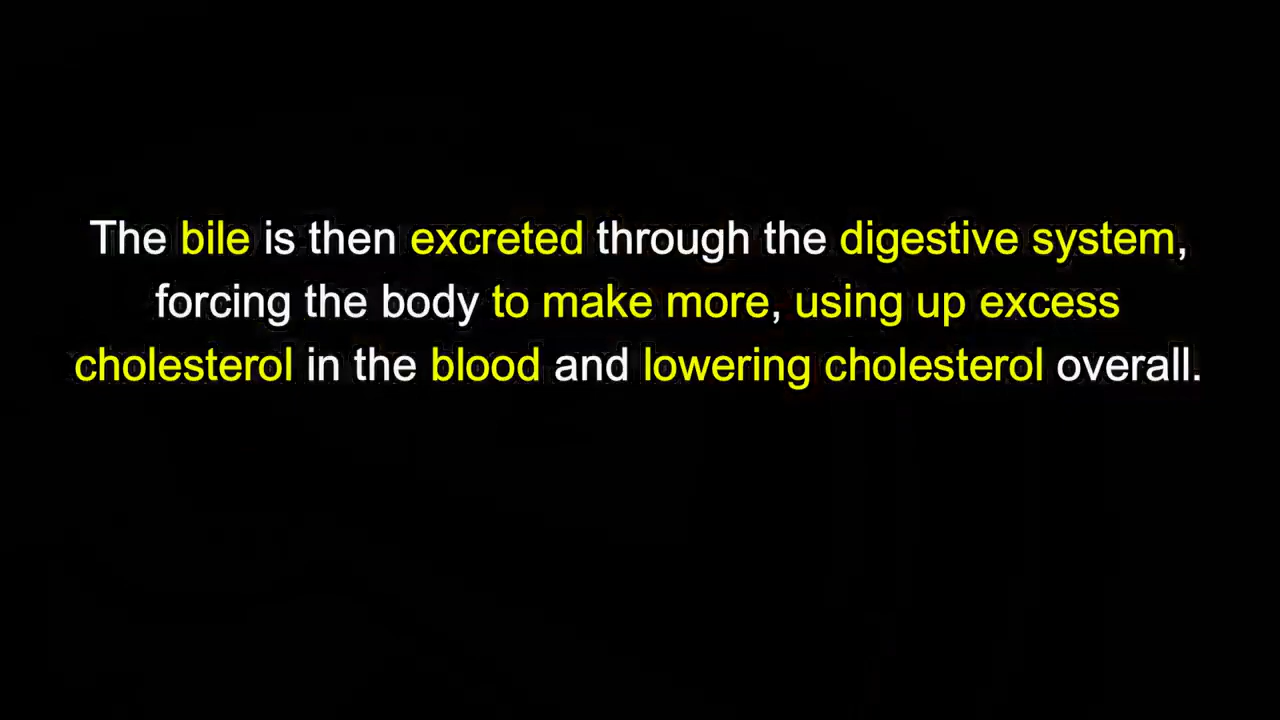 The bile is then excreted through the digestive system,
forcing the body to make more, using up excess
cholesterol in the blood and lowering cholesterol overall.